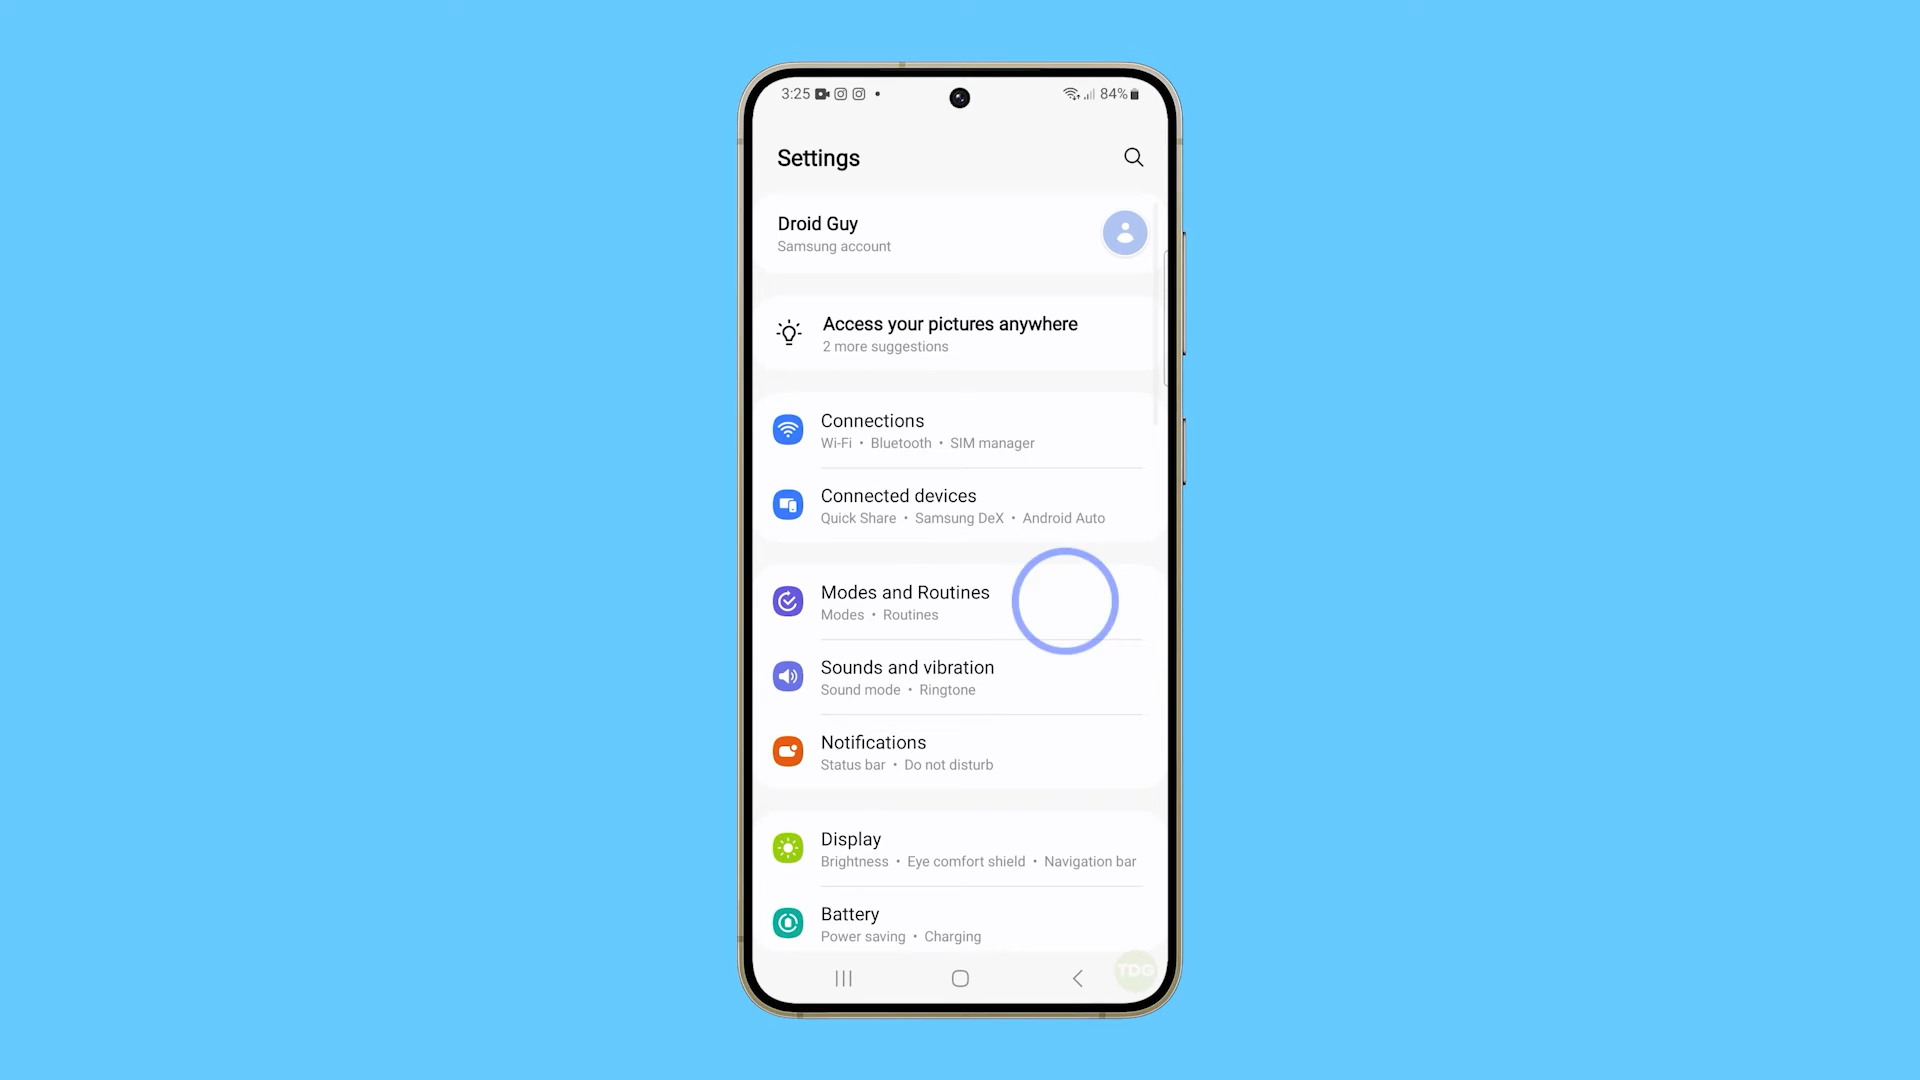 3:25
84%
Settings
Droid Guy
Samsung account
Access your pictures anywhere
2 more suggestions
Connections
Wi-Fi • Bluetooth • SIM manager
Connected devices
Quick Share • Samsung DeX • Android Auto
Modes and Routines
Modes • Routines
Sounds and vibration
Sound mode • Ringtone
Notifications
Status bar • Do not disturb
Display
Brightness • Eye comfort shield • Navigation bar
Battery
Power saving • Charging
TDG